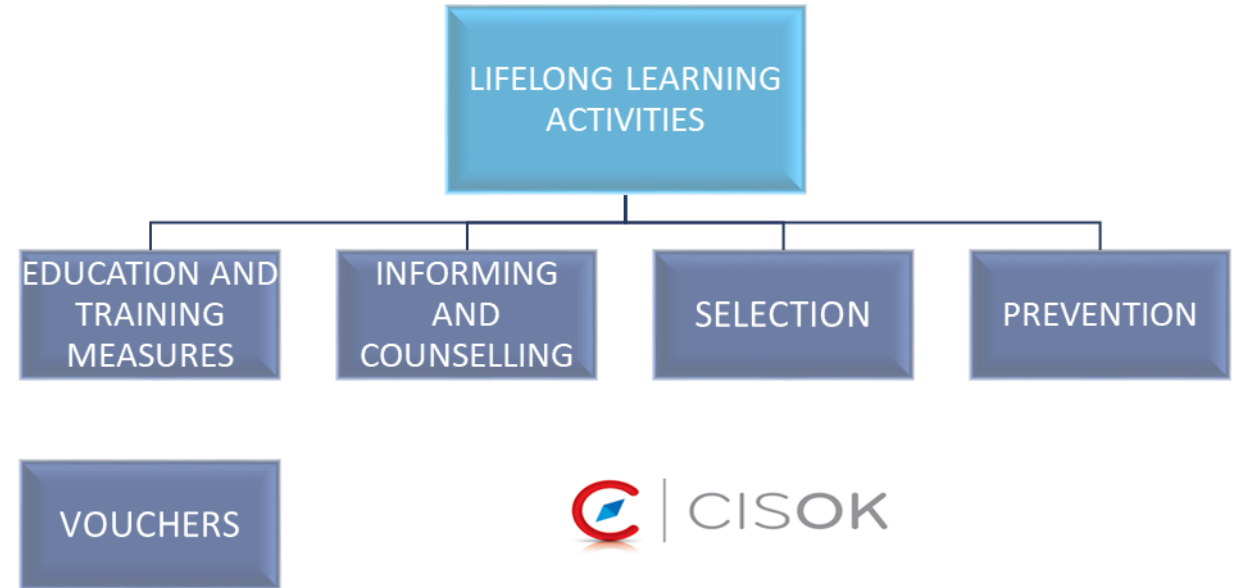 LIFELONG LEARNING
ACTIVITIES
EDUCATION AND
TRAINING
MEASURES
INFORMING
AND
COUNSELLING
SELECTION
PREVENTION
VOUCHERS
CISOK